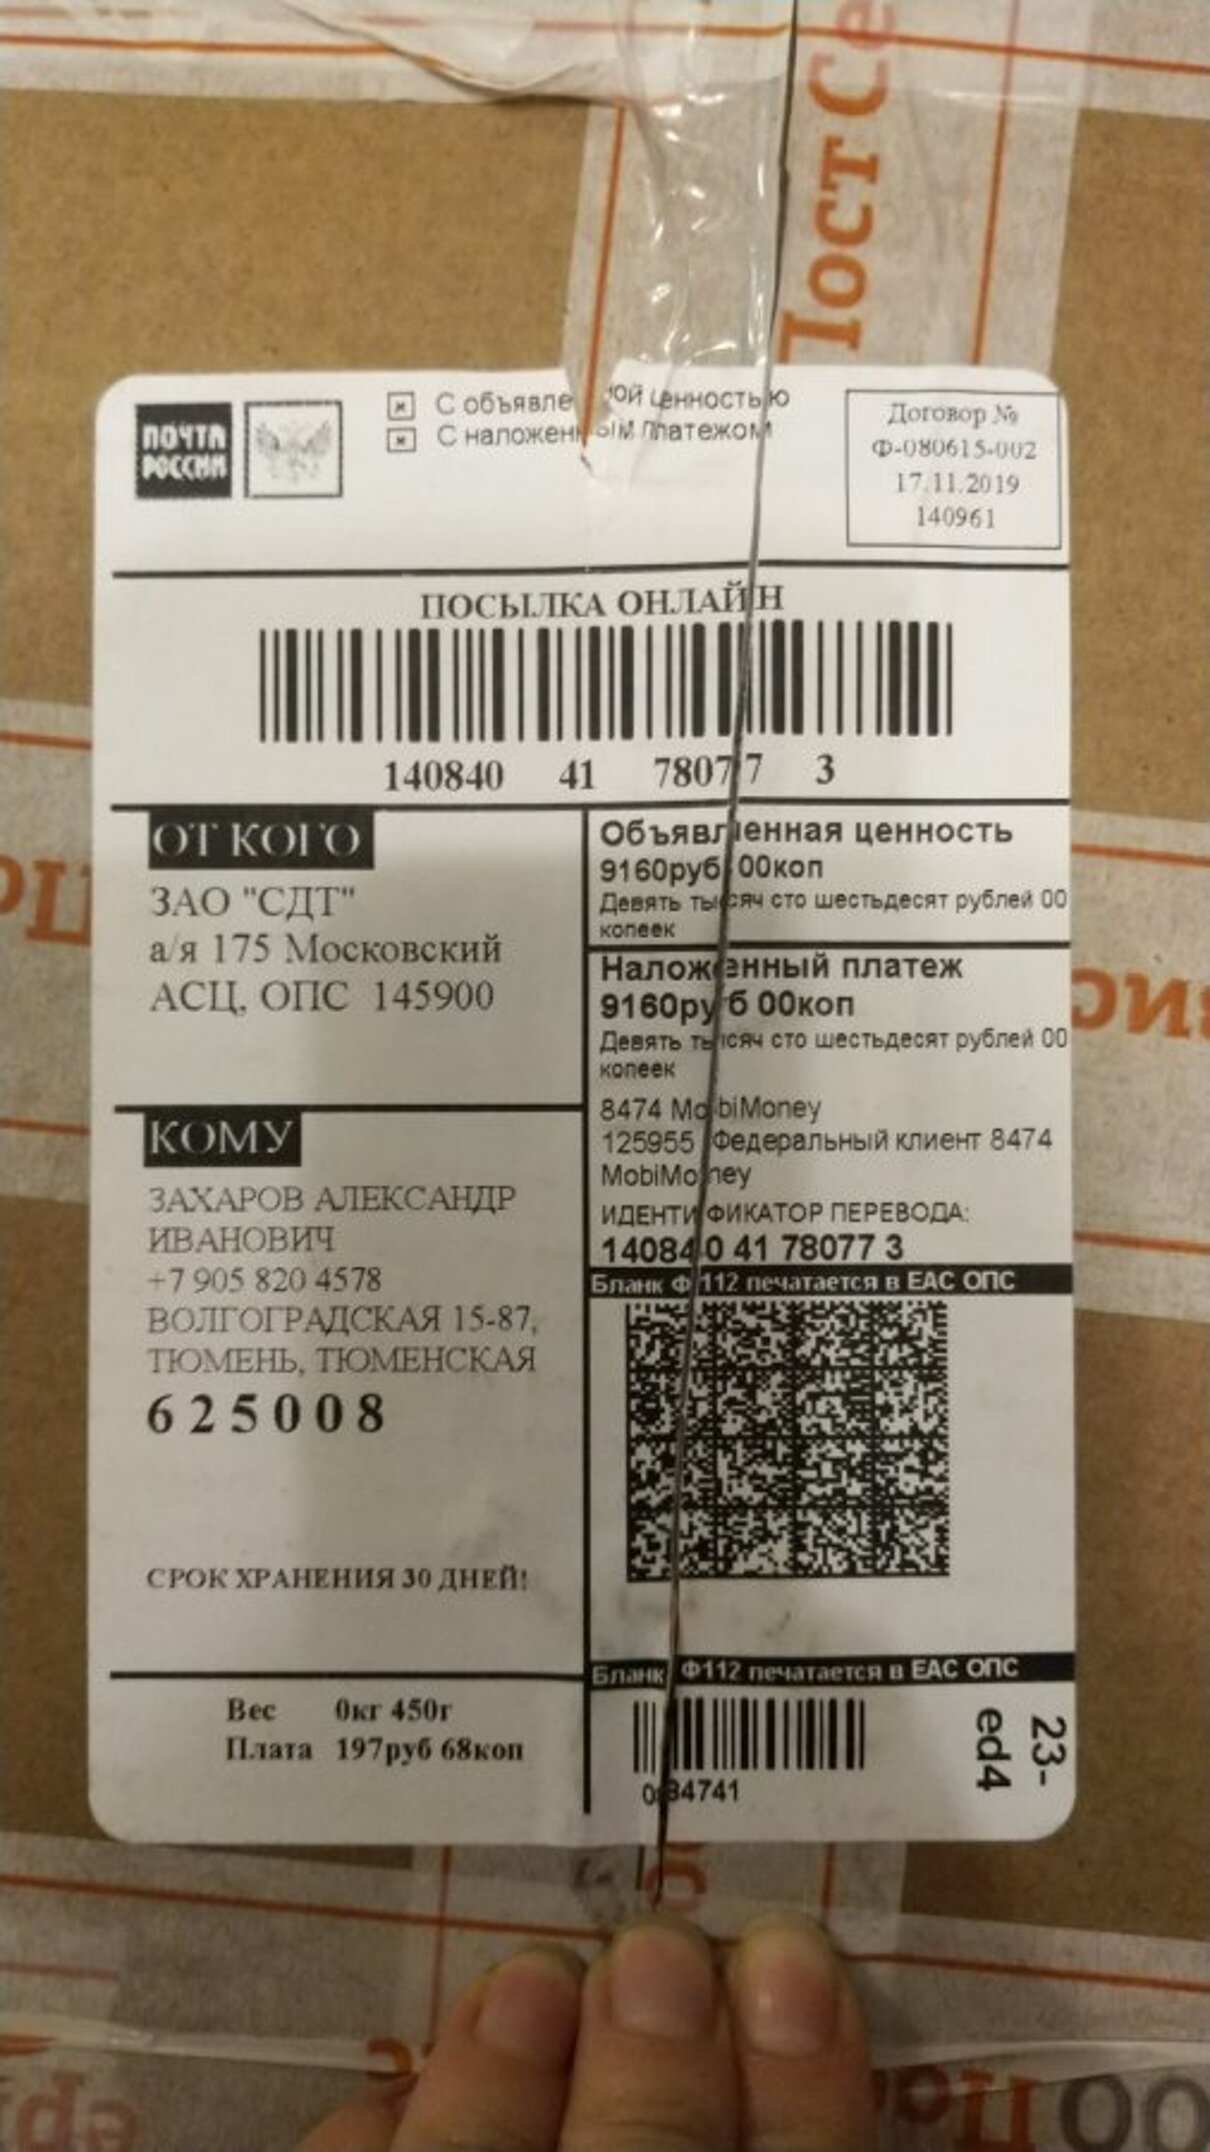 Пост Се
ПОЧТА
РОССИИ
С объявленной ценностью
С наложенным платежом
Договор №
Ф-080615-002
17.11.2019
140961
ПОСЫЛКА ОНЛАЙН
140840 41 78077 3
ОТ КОГО
ЗАО "СДТ"
а/я 175 Московский
АСЦ, ОПС 145900
Объявленная ценность
9160руб 00коп
Девять тысяч сто шестьдесят рублей 00
копеек
Наложенный платеж
9160руб 00коп
Девять тысяч сто шестьдесят рублей 00
копеек
8474 MobiMoney
125955 Федеральный клиент 8474
MobiMoney
ИДЕНТИФИКАТОР ПЕРЕВОДА:
140840 41 78077 3
Бланк Ф112 печатается в ЕАС ОПС
КОМУ
ЗАХАРОВ АЛЕКСАНДР
ИВАНОВИЧ
+7 905 820 4578
ВОЛГОГРАДСКАЯ 15-87,
ТЮМЕНЬ, ТЮМЕНСКАЯ
625008
СРОК ХРАНЕНИЯ 30 ДНЕЙ!
Бланк Ф112 печатается в ЕАС ОПС
Вес 0кг 450г
Плата 197руб 68коп
23-
ed4